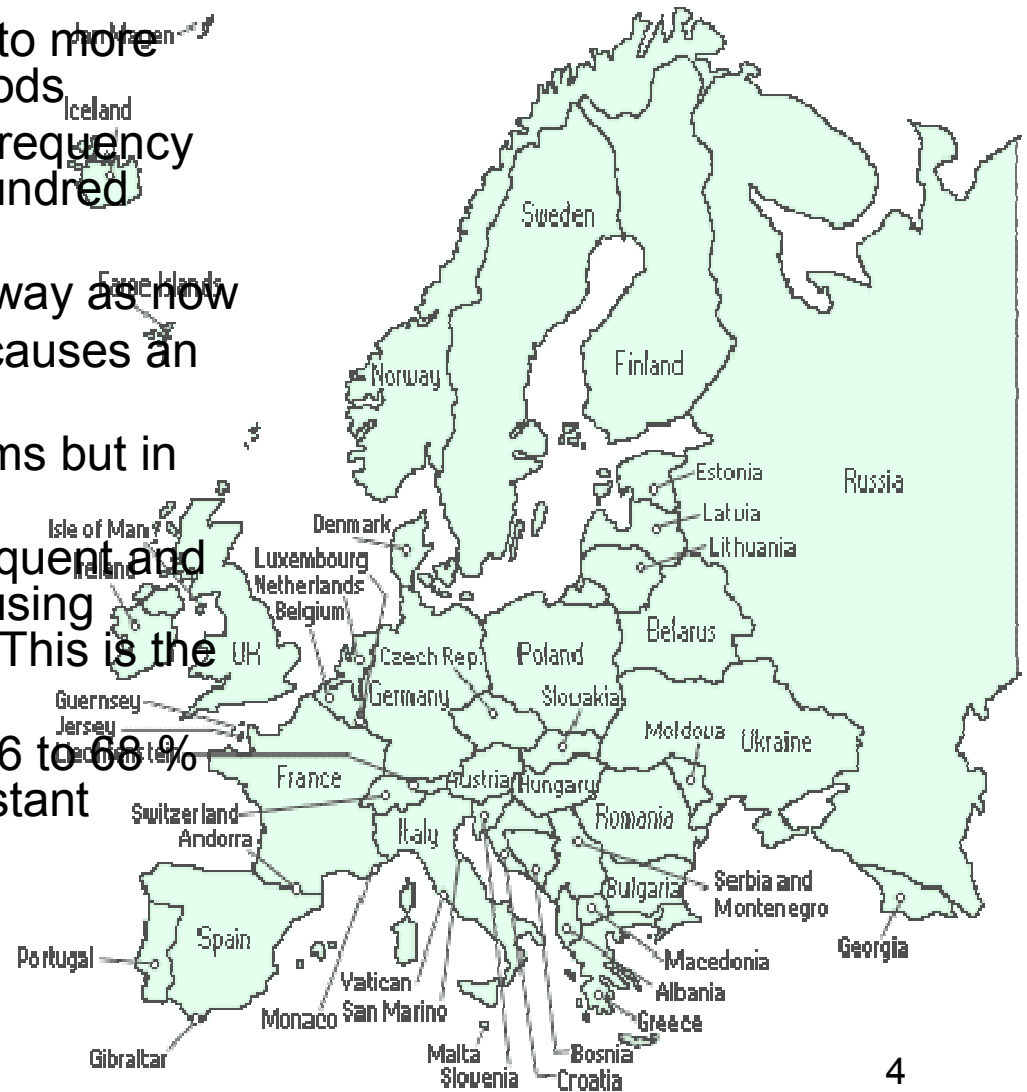 to more
ods
requency
undred
way as now
causes an
ms but in
quent and
using
This is the
6 to 68 %
stant
Jan Mayen
Iceland
Faroe Islands
Sweden
Norway
Finland
Russia
Estonia
Latvia
Lithuania
Isle of Man
Ireland
Denmark
Luxembourg
Netherlands
Belgium
UK
Czech Rep.
Poland
Belarus
Germany
Slovakia
Guernsey
Jersey
Liechtenstein
Moldova
Ukraine
France
Austria
Hungary
Switzerland
Romania
Andorra
Italy
Bulgaria
Serbia and
Montenegro
Portugal
Spain
Georgia
Macedonia
Vatican
Albania
Monaco
San Marino
Greece
Gibraltar
Malta
Bosnia
Slovenia
Croatia
4